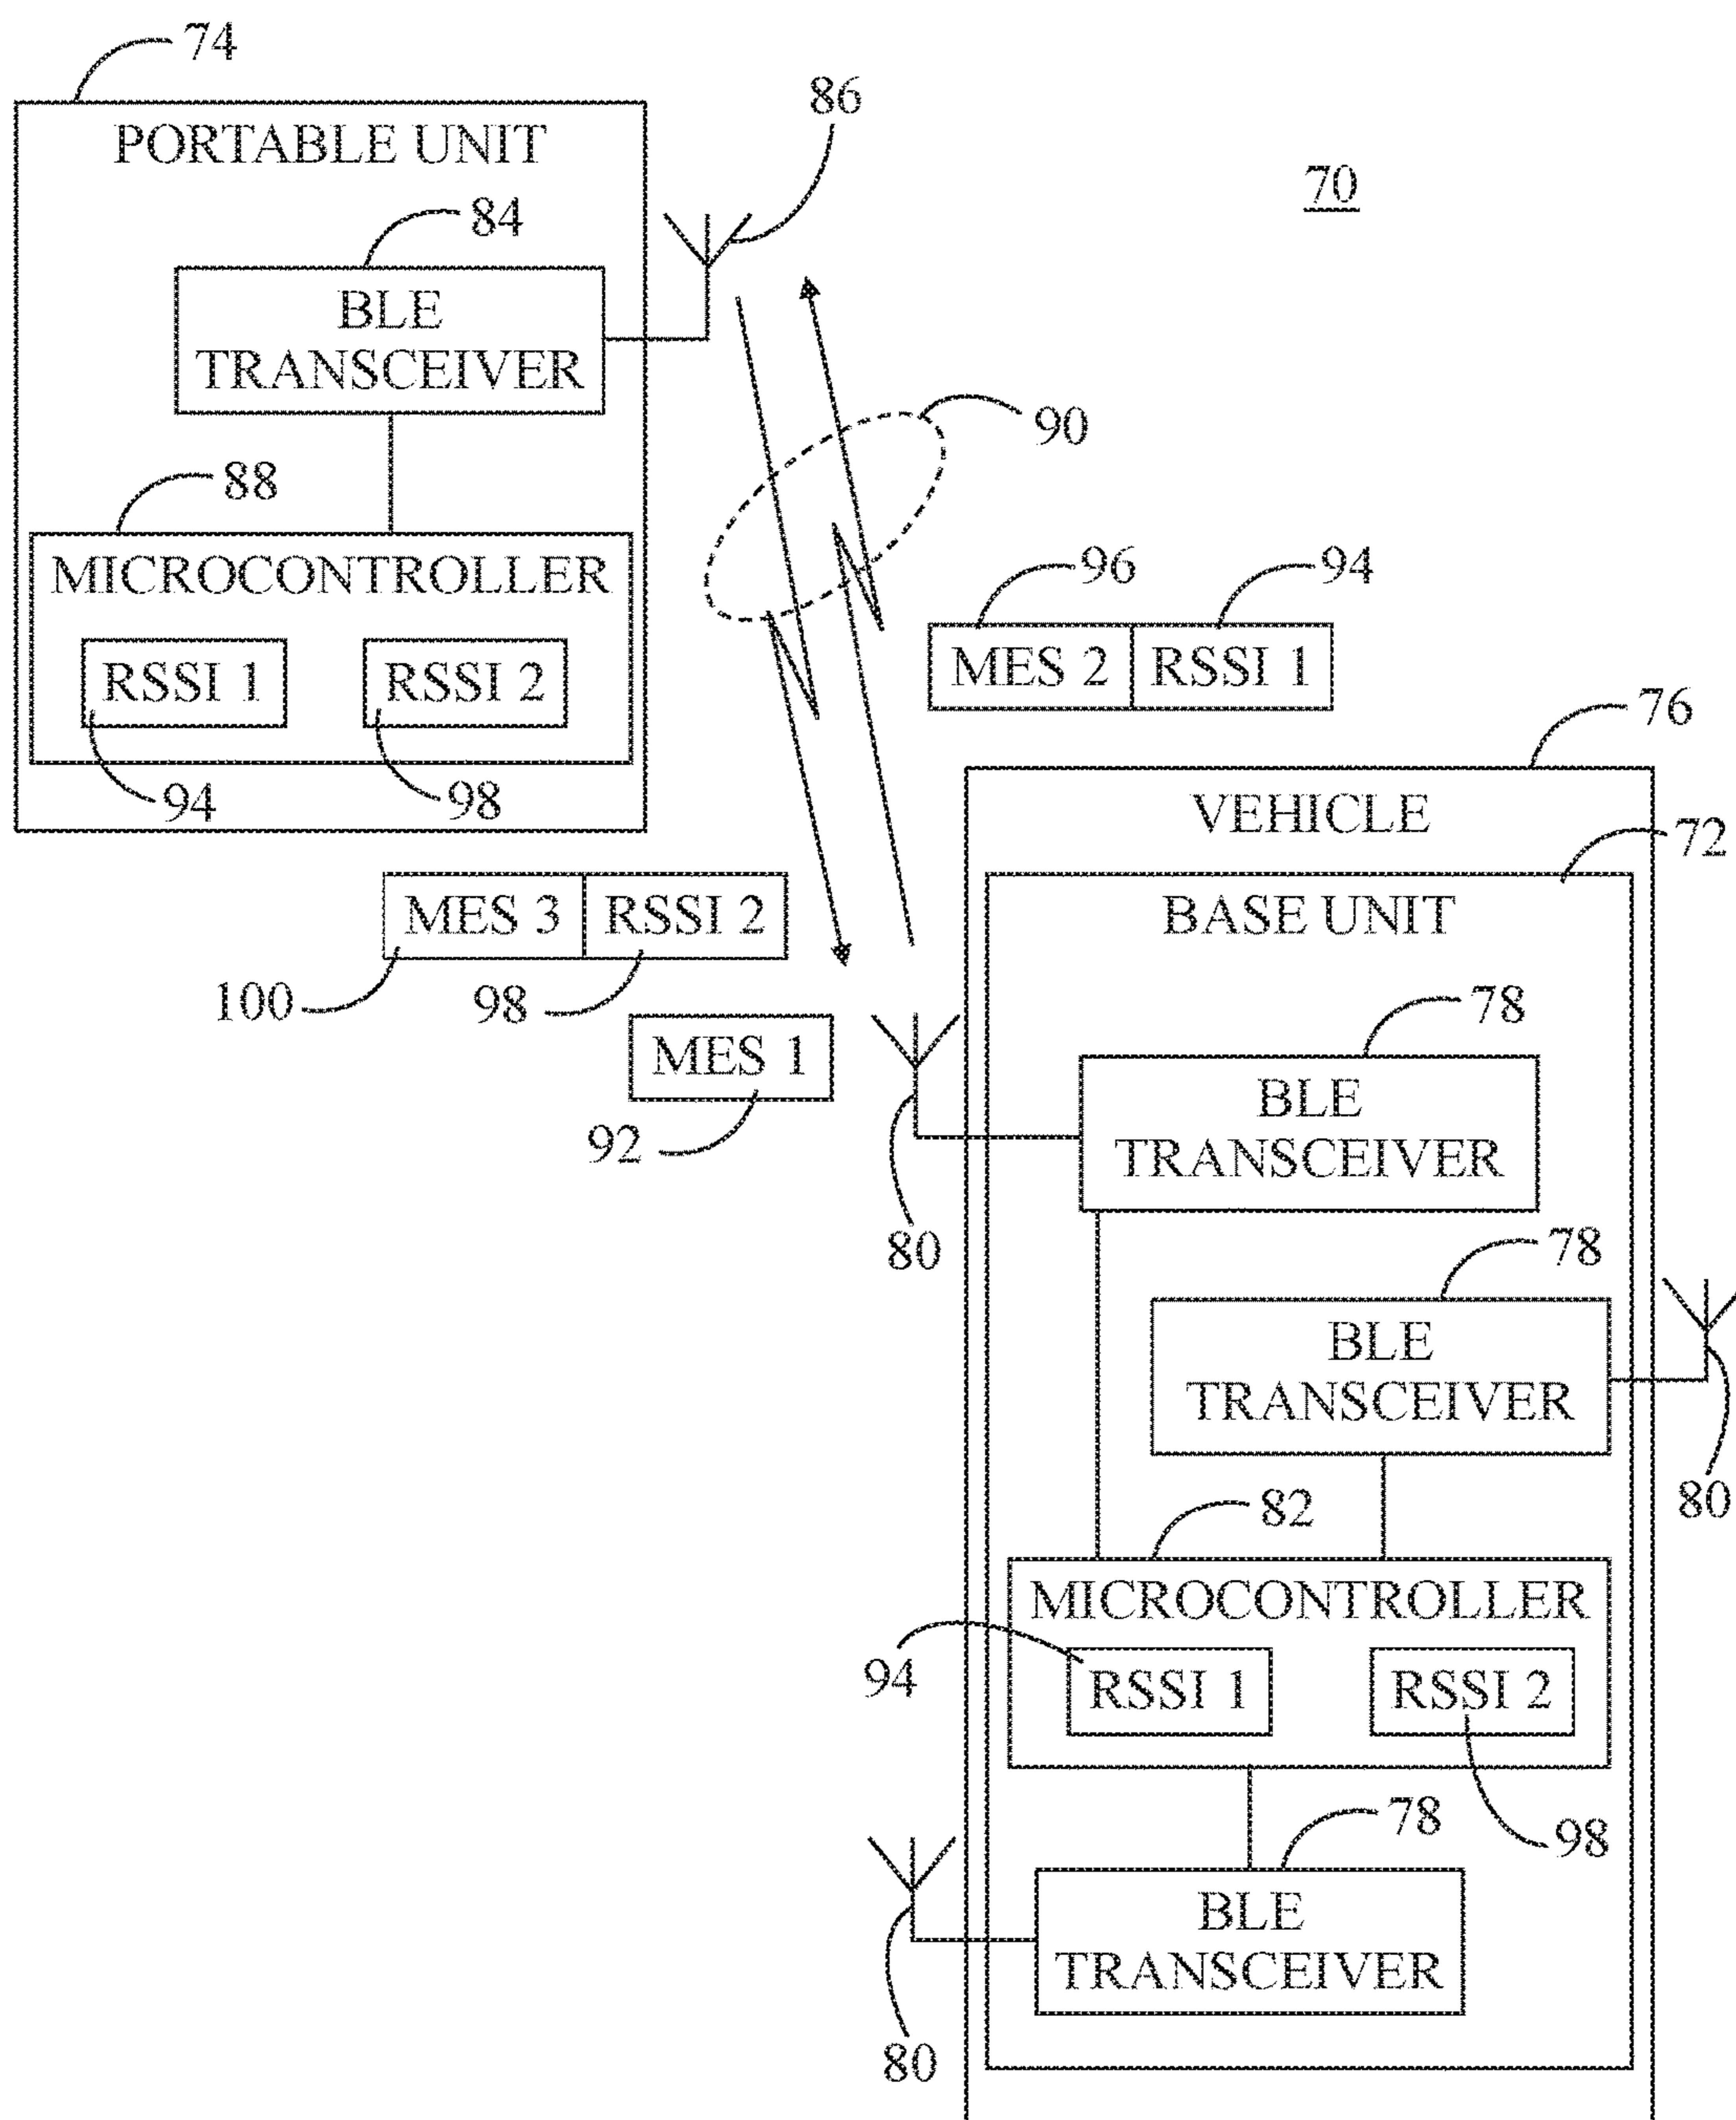 74
PORTABLE UNIT
86
70
84
BLE
TRANSCEIVER
90
88
MICROCONTROLLER
96
94
RSSI 1
RSSI 2
MES 2
RSSI 1
94
98
76
VEHICLE
72
MES 3
RSSI 2
BASE UNIT
100
98
78
MES 1
BLE
TRANSCEIVER
92
80
78
BLE
TRANSCEIVER
80
82
MICROCONTROLLER
94
RSSI 1
RSSI 2
78
98
BLE
TRANSCEIVER
80